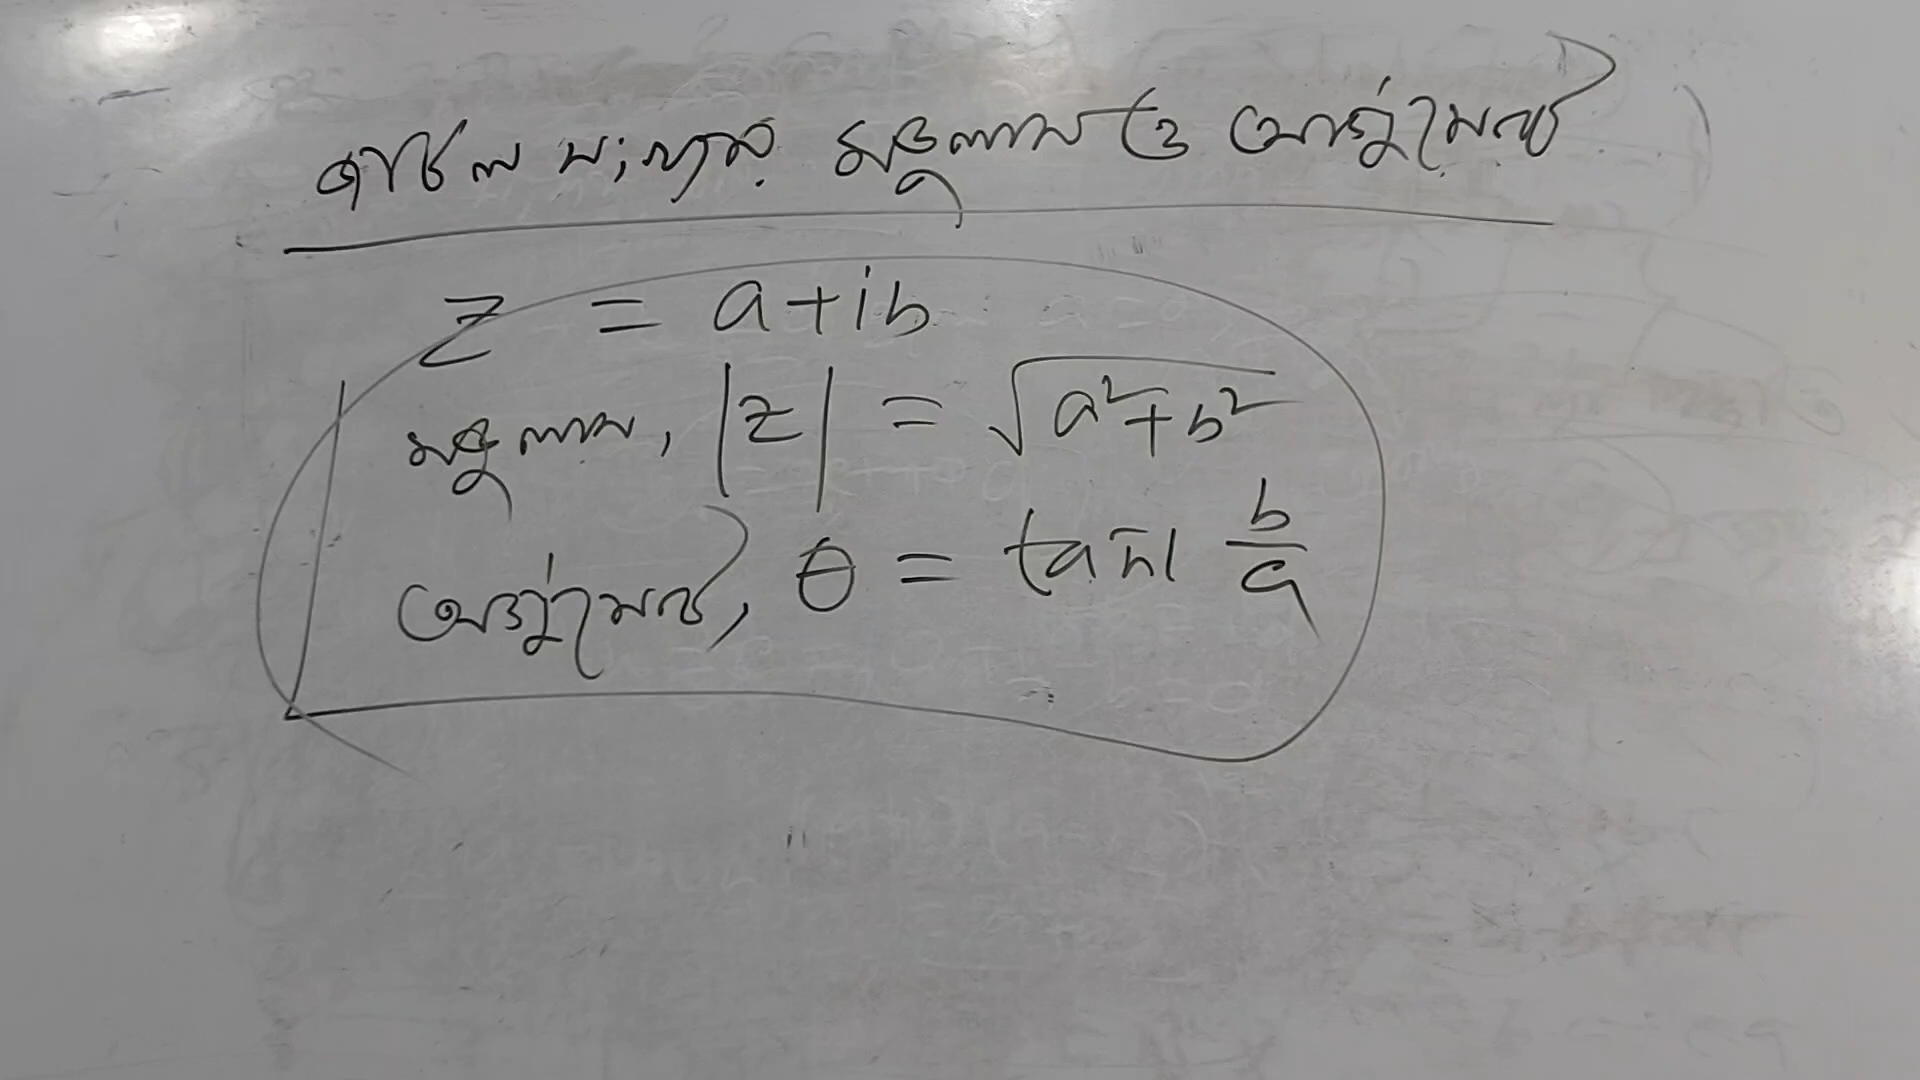 জটিল সংখ্যার মডুলাস ও আর্গুমেন্ট
z = a+ib
মডুলাস, |z| = √a²+b²
আর্গুমেন্ট, θ = tan⁻¹ b/a